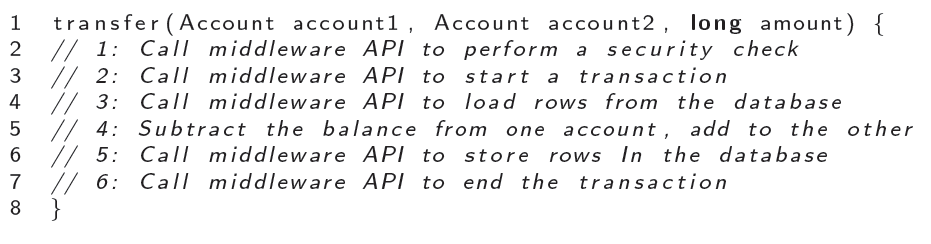 1 transfer(Account account1, Account account2, long amount) {
2 // 1: Call middleware API to perform a security check
3 // 2: Call middleware API to start a transaction
4 // 3: Call middleware API to load rows from the database
5 // 4: Subtract the balance from one account, add to the other
6 // 5: Call middleware API to store rows In the database
7 // 6: Call middleware API to end the transaction
8 }